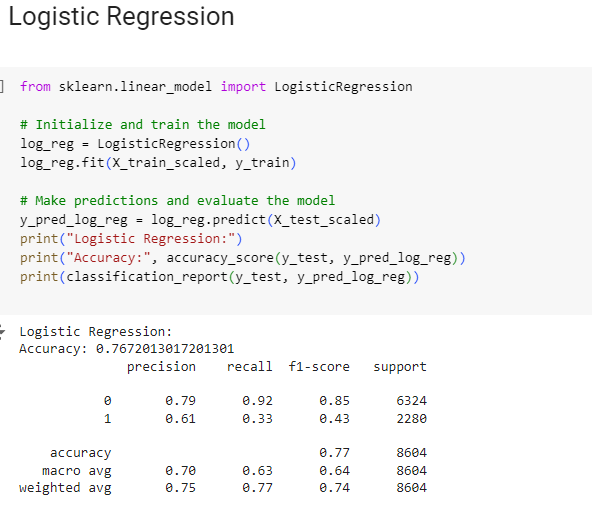 Logistic Regression
from sklearn.linear_model import LogisticRegression
# Initialize and train the model
log_reg = LogisticRegression()
log_reg.fit(X_train_scaled, y_train)
# Make predictions and evaluate the model
y_pred_log_reg = log_reg.predict(X_test_scaled)
print("Logistic Regression:")
print("Accuracy:", accuracy_score(y_test, y_pred_log_reg))
print(classification_report(y_test, y_pred_log_reg))
Logistic Regression:
Accuracy: 0.7672013017201301
precision recall f1-score support
0 0.79 0.92 0.85 6324
1 0.61 0.33 0.43 2280
accuracy 0.77 8604
macro avg 0.70 0.63 0.64 8604
weighted avg 0.75 0.77 0.74 8604